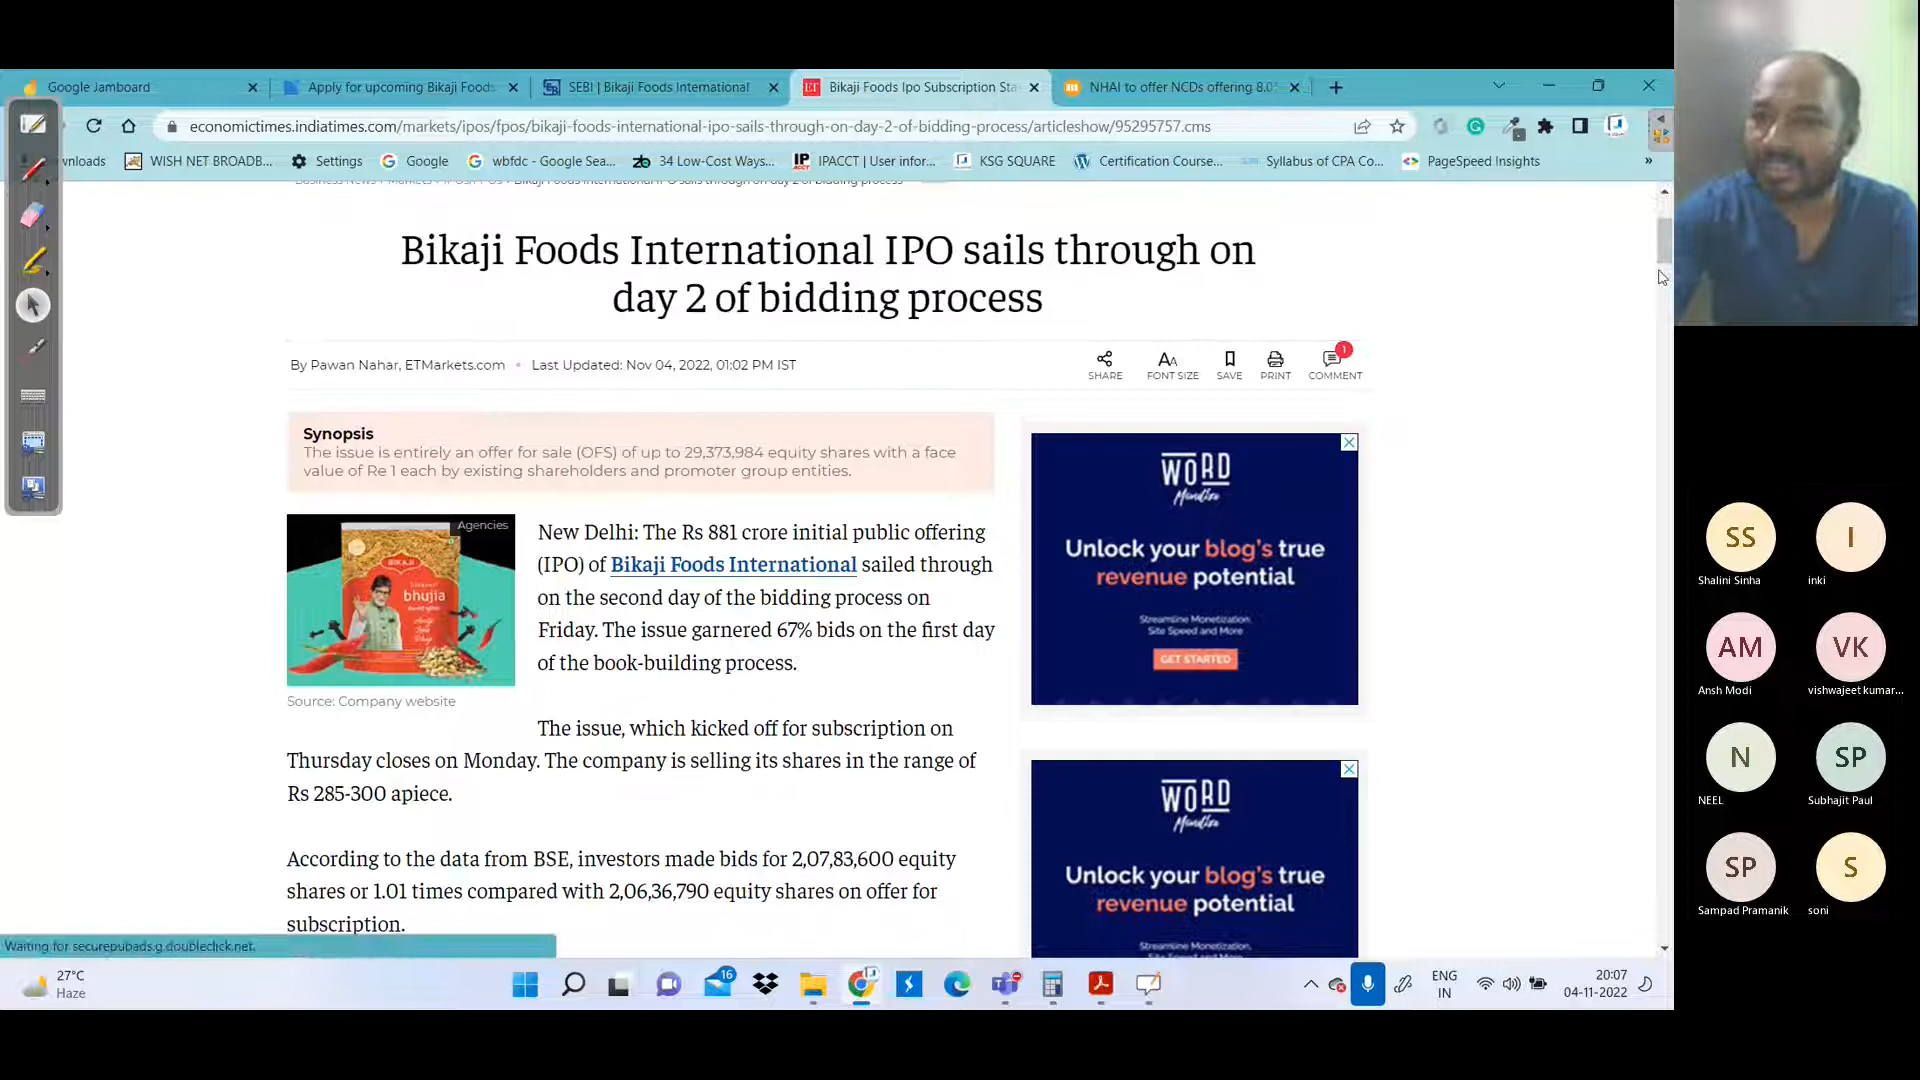 Google Jamboard
Apply for upcoming Bikaji Foods
SEBI | Bikaji Foods International
Bikaji Foods Ipo Subscription Sta
NHAI to offer NCDs offering 8.0
economictimes.indiatimes.com/markets/ipos/fpos/bikaji-foods-international-ipo-sails-through-on-day-2-of-bidding-process/articleshow/95295757.cms
wnloads
WISH NET BROADB...
Settings
Google
wbfdc - Google Sea...
34 Low-Cost Ways...
IPACCT | User infor...
KSG SQUARE
Certification Course...
Syllabus of CPA Co...
PageSpeed Insights
»
Bikaji Foods International IPO sails through on
day 2 of bidding process
By Pawan Nahar, ETMarkets.com
Last Updated: Nov 04, 2022, 01:02 PM IST
SHARE
FONT SIZE
SAVE
PRINT
1
COMMENT
Synopsis
The issue is entirely an offer for sale (OFS) of up to 29,373,984 equity shares with a face
value of Re 1 each by existing shareholders and promoter group entities.
Agencies
BIKAJI
bhujia
Source: Company website
New Delhi: The Rs 881 crore initial public offering
(IPO) of Bikaji Foods International sailed through
on the second day of the bidding process on
Friday. The issue garnered 67% bids on the first day
of the book-building process.
The issue, which kicked off for subscription on
Thursday closes on Monday. The company is selling its shares in the range of
Rs 285-300 apiece.
According to the data from BSE, investors made bids for 2,07,83,600 equity
shares or 1.01 times compared with 2,06,36,790 equity shares on offer for
subscription.
WORD
Unlock your blog's true
revenue potential
Streamline Monetization,
Site Speed and More
GET STARTED
WORD
Unlock your blog's true
revenue potential
Streamline Monetization,
Waiting for securepubads.g.doubleclick.net.
SS
Shalini Sinha
I
inki
AM
Ansh Modi
VK
vishwajeet kumar...
N
NEEL
SP
Subhajit Paul
SP
Sampad Pramanik
S
soni
27°C
Haze
16
ENG
IN
20:07
04-11-2022